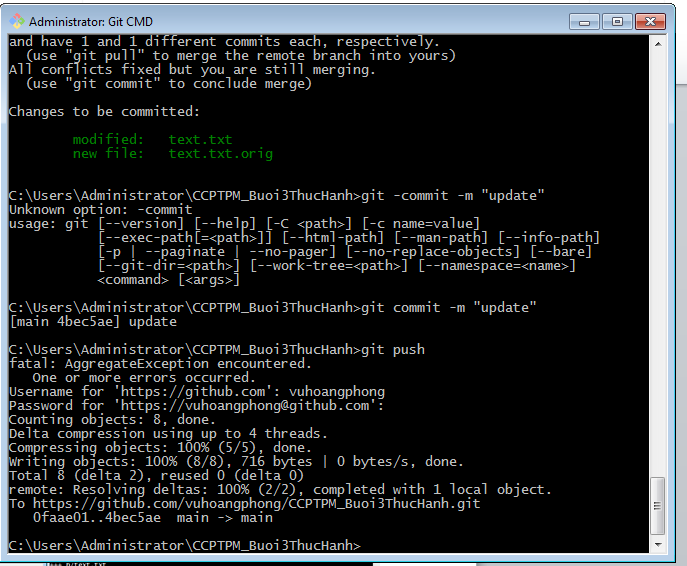 Administrator: Git CMD
and have 1 and 1 different commits each, respectively.
  (use "git pull" to merge the remote branch into yours)
All conflicts fixed but you are still merging.
  (use "git commit" to conclude merge)

Changes to be committed:

        modified:   text.txt
        new file:   text.txt.orig


C:\Users\Administrator\CCPTPM_Buoi3ThucHanh>git -commit -m "update"
Unknown option: -commit
usage: git [--version] [--help] [-C <path>] [-c name=value]
           [--exec-path[=<path>]] [--html-path] [--man-path] [--info-path]
           [-p | --paginate | --no-pager] [--no-replace-objects] [--bare]
           [--git-dir=<path>] [--work-tree=<path>] [--namespace=<name>]
           <command> [<args>]

C:\Users\Administrator\CCPTPM_Buoi3ThucHanh>git commit -m "update"
[main 4bec5ae] update

C:\Users\Administrator\CCPTPM_Buoi3ThucHanh>git push
fatal: AggregateException encountered.
   One or more errors occurred.
Username for 'https://github.com': vuhoangphong
Password for 'https://vuhoangphong@github.com':
Counting objects: 8, done.
Delta compression using up to 4 threads.
Compressing objects: 100% (5/5), done.
Writing objects: 100% (8/8), 716 bytes | 0 bytes/s, done.
Total 8 (delta 2), reused 0 (delta 0)
remote: Resolving deltas: 100% (2/2), completed with 1 local object.
To https://github.com/vuhoangphong/CCPTPM_Buoi3ThucHanh.git
   0faae01..4bec5ae  main -> main

C:\Users\Administrator\CCPTPM_Buoi3ThucHanh>